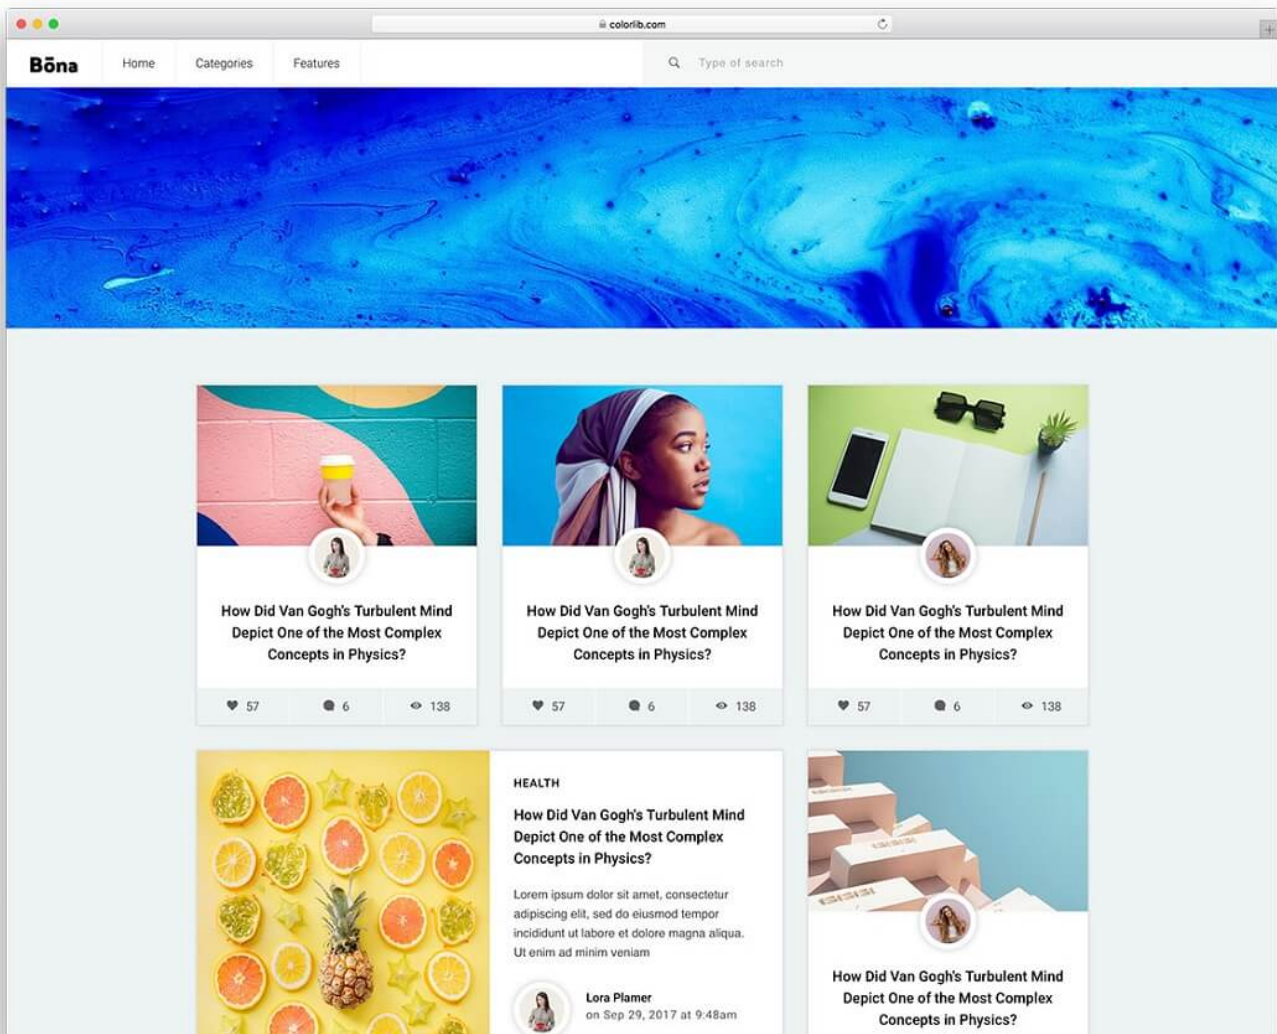 colorlib.com
Bōna
Home
Categories
Features
Type of search
How Did Van Gogh's Turbulent Mind
Depict One of the Most Complex
Concepts in Physics?
57
6
138
How Did Van Gogh's Turbulent Mind
Depict One of the Most Complex
Concepts in Physics?
57
6
138
How Did Van Gogh's Turbulent Mind
Depict One of the Most Complex
Concepts in Physics?
57
6
138
HEALTH
How Did Van Gogh's Turbulent Mind
Depict One of the Most Complex
Concepts in Physics?
Lorem ipsum dolor sit amet, consectetur
adipiscing elit, sed do eiusmod tempor
incididunt ut labore et dolore magna aliqua.
Ut enim ad minim veniam
Lora Plamer
on Sep 29, 2017 at 9:48am
How Did Van Gogh's Turbulent Mind
Depict One of the Most Complex
Concepts in Physics?